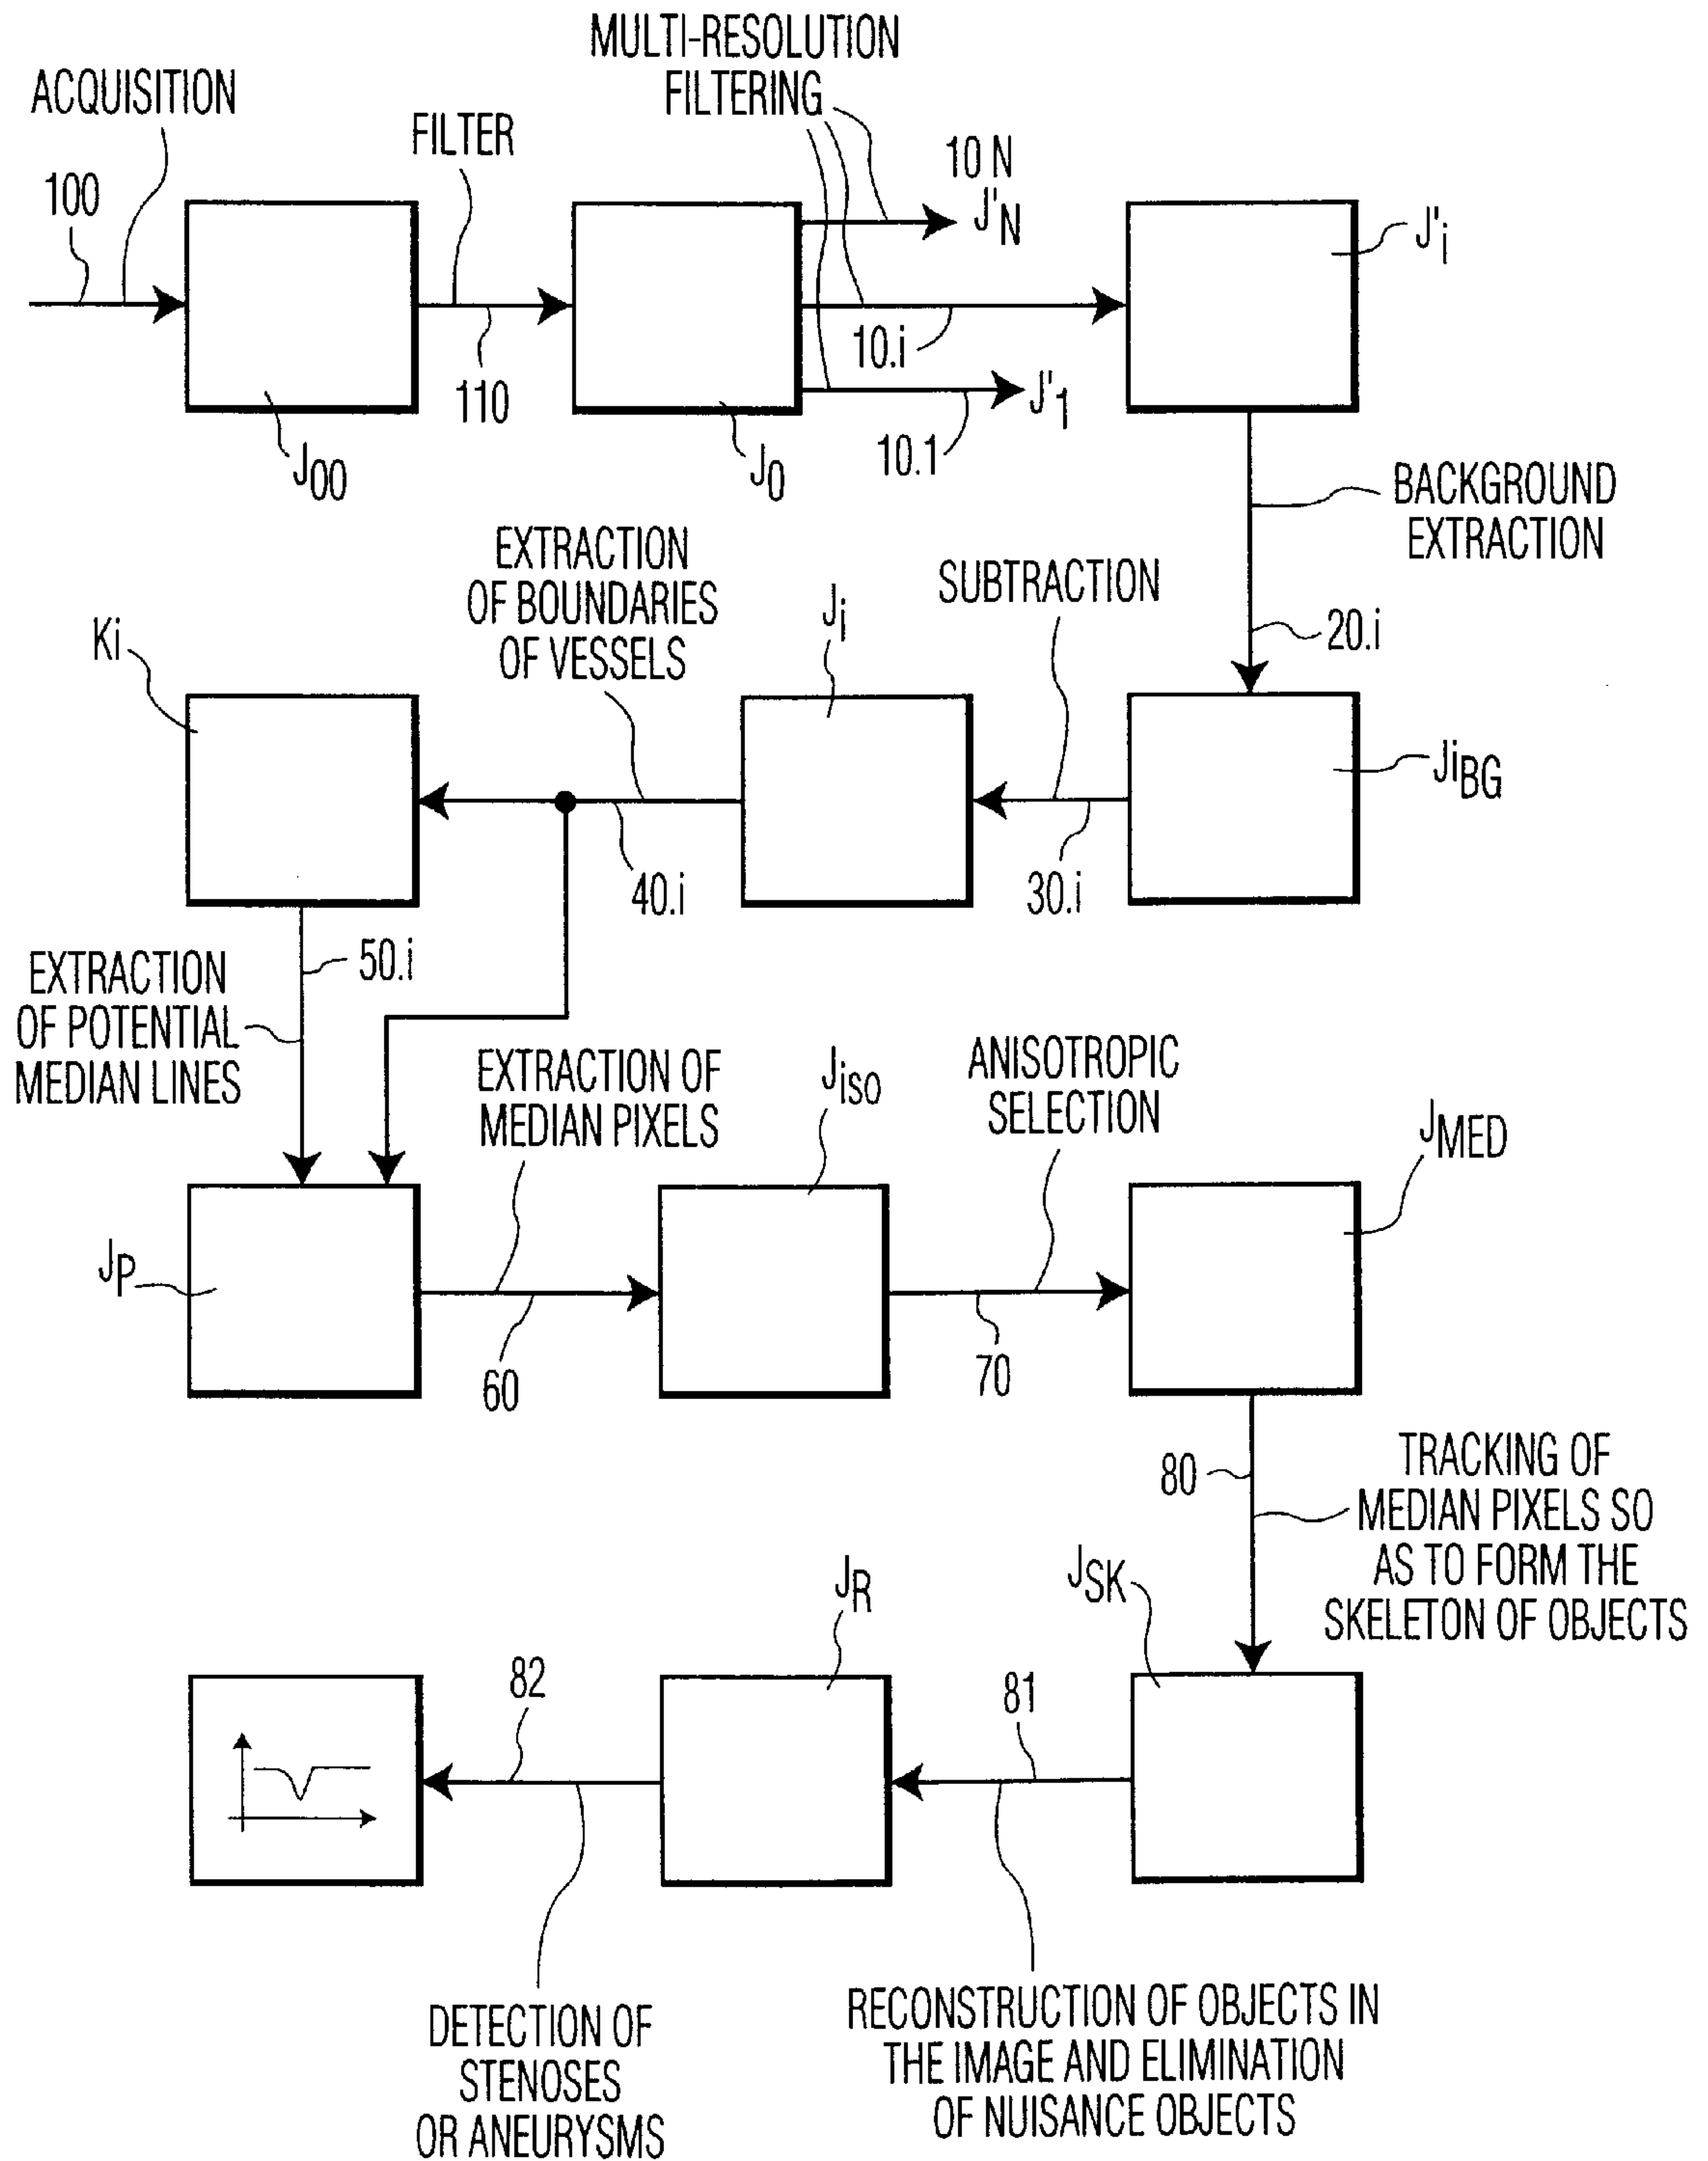 MULTI-RESOLUTION
FILTERING
ACQUISITION
FILTER
100
10 N
J'N
J'i
10.i
110
J'1
10.1
J00
J0
BACKGROUND
EXTRACTION
EXTRACTION
OF BOUNDARIES
OF VESSELS
SUBTRACTION
Ji
20.i
Ki
JiBG
40.i
30.i
EXTRACTION
OF POTENTIAL
MEDIAN LINES
50.i
EXTRACTION OF
MEDIAN PIXELS
JiSO
ANISOTROPIC
SELECTION
JMED
JP
60
70
80
TRACKING OF
MEDIAN PIXELS SO
AS TO FORM THE
SKELETON OF OBJECTS
JSK
JR
82
81
DETECTION OF
STENOSES
OR ANEURYSMS
RECONSTRUCTION OF OBJECTS IN
THE IMAGE AND ELIMINATION
OF NUISANCE OBJECTS